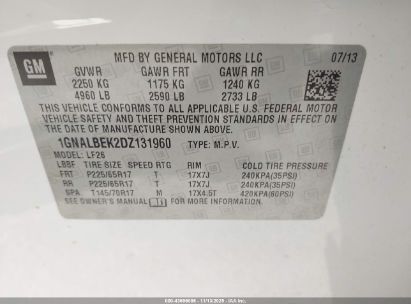 GM
MFD BY GENERAL MOTORS LLC 07/13
GVWR GAWR FRT GAWR RR
2250 KG 1175 KG 1240 KG
4960 LB 2590 LB 2733 LB
THIS VEHICLE CONFORMS TO ALL APPLICABLE U.S. FEDERAL MOTOR
VEHICLE SAFETY AND THEFT PREVENTION STANDARDS IN EFFECT ON
THE DATE OF MANUFACTURE SHOWN ABOVE.
1GNALBEK2DZ131960 TYPE: M.P.V.
MODEL: LF26
TIRE SIZE SPEED RTG RIM COLD TIRE PRESSURE
FRT P225/65R17 T 17X7J 240KPA(35PSI)
RR P225/65R17 T 17X7J 240KPA(35PSI)
SPA T145/70R17 M 17X4.5T 420KPA(60PSI)
SEE OWNER'S MANUAL FOR MORE INFORMATION.